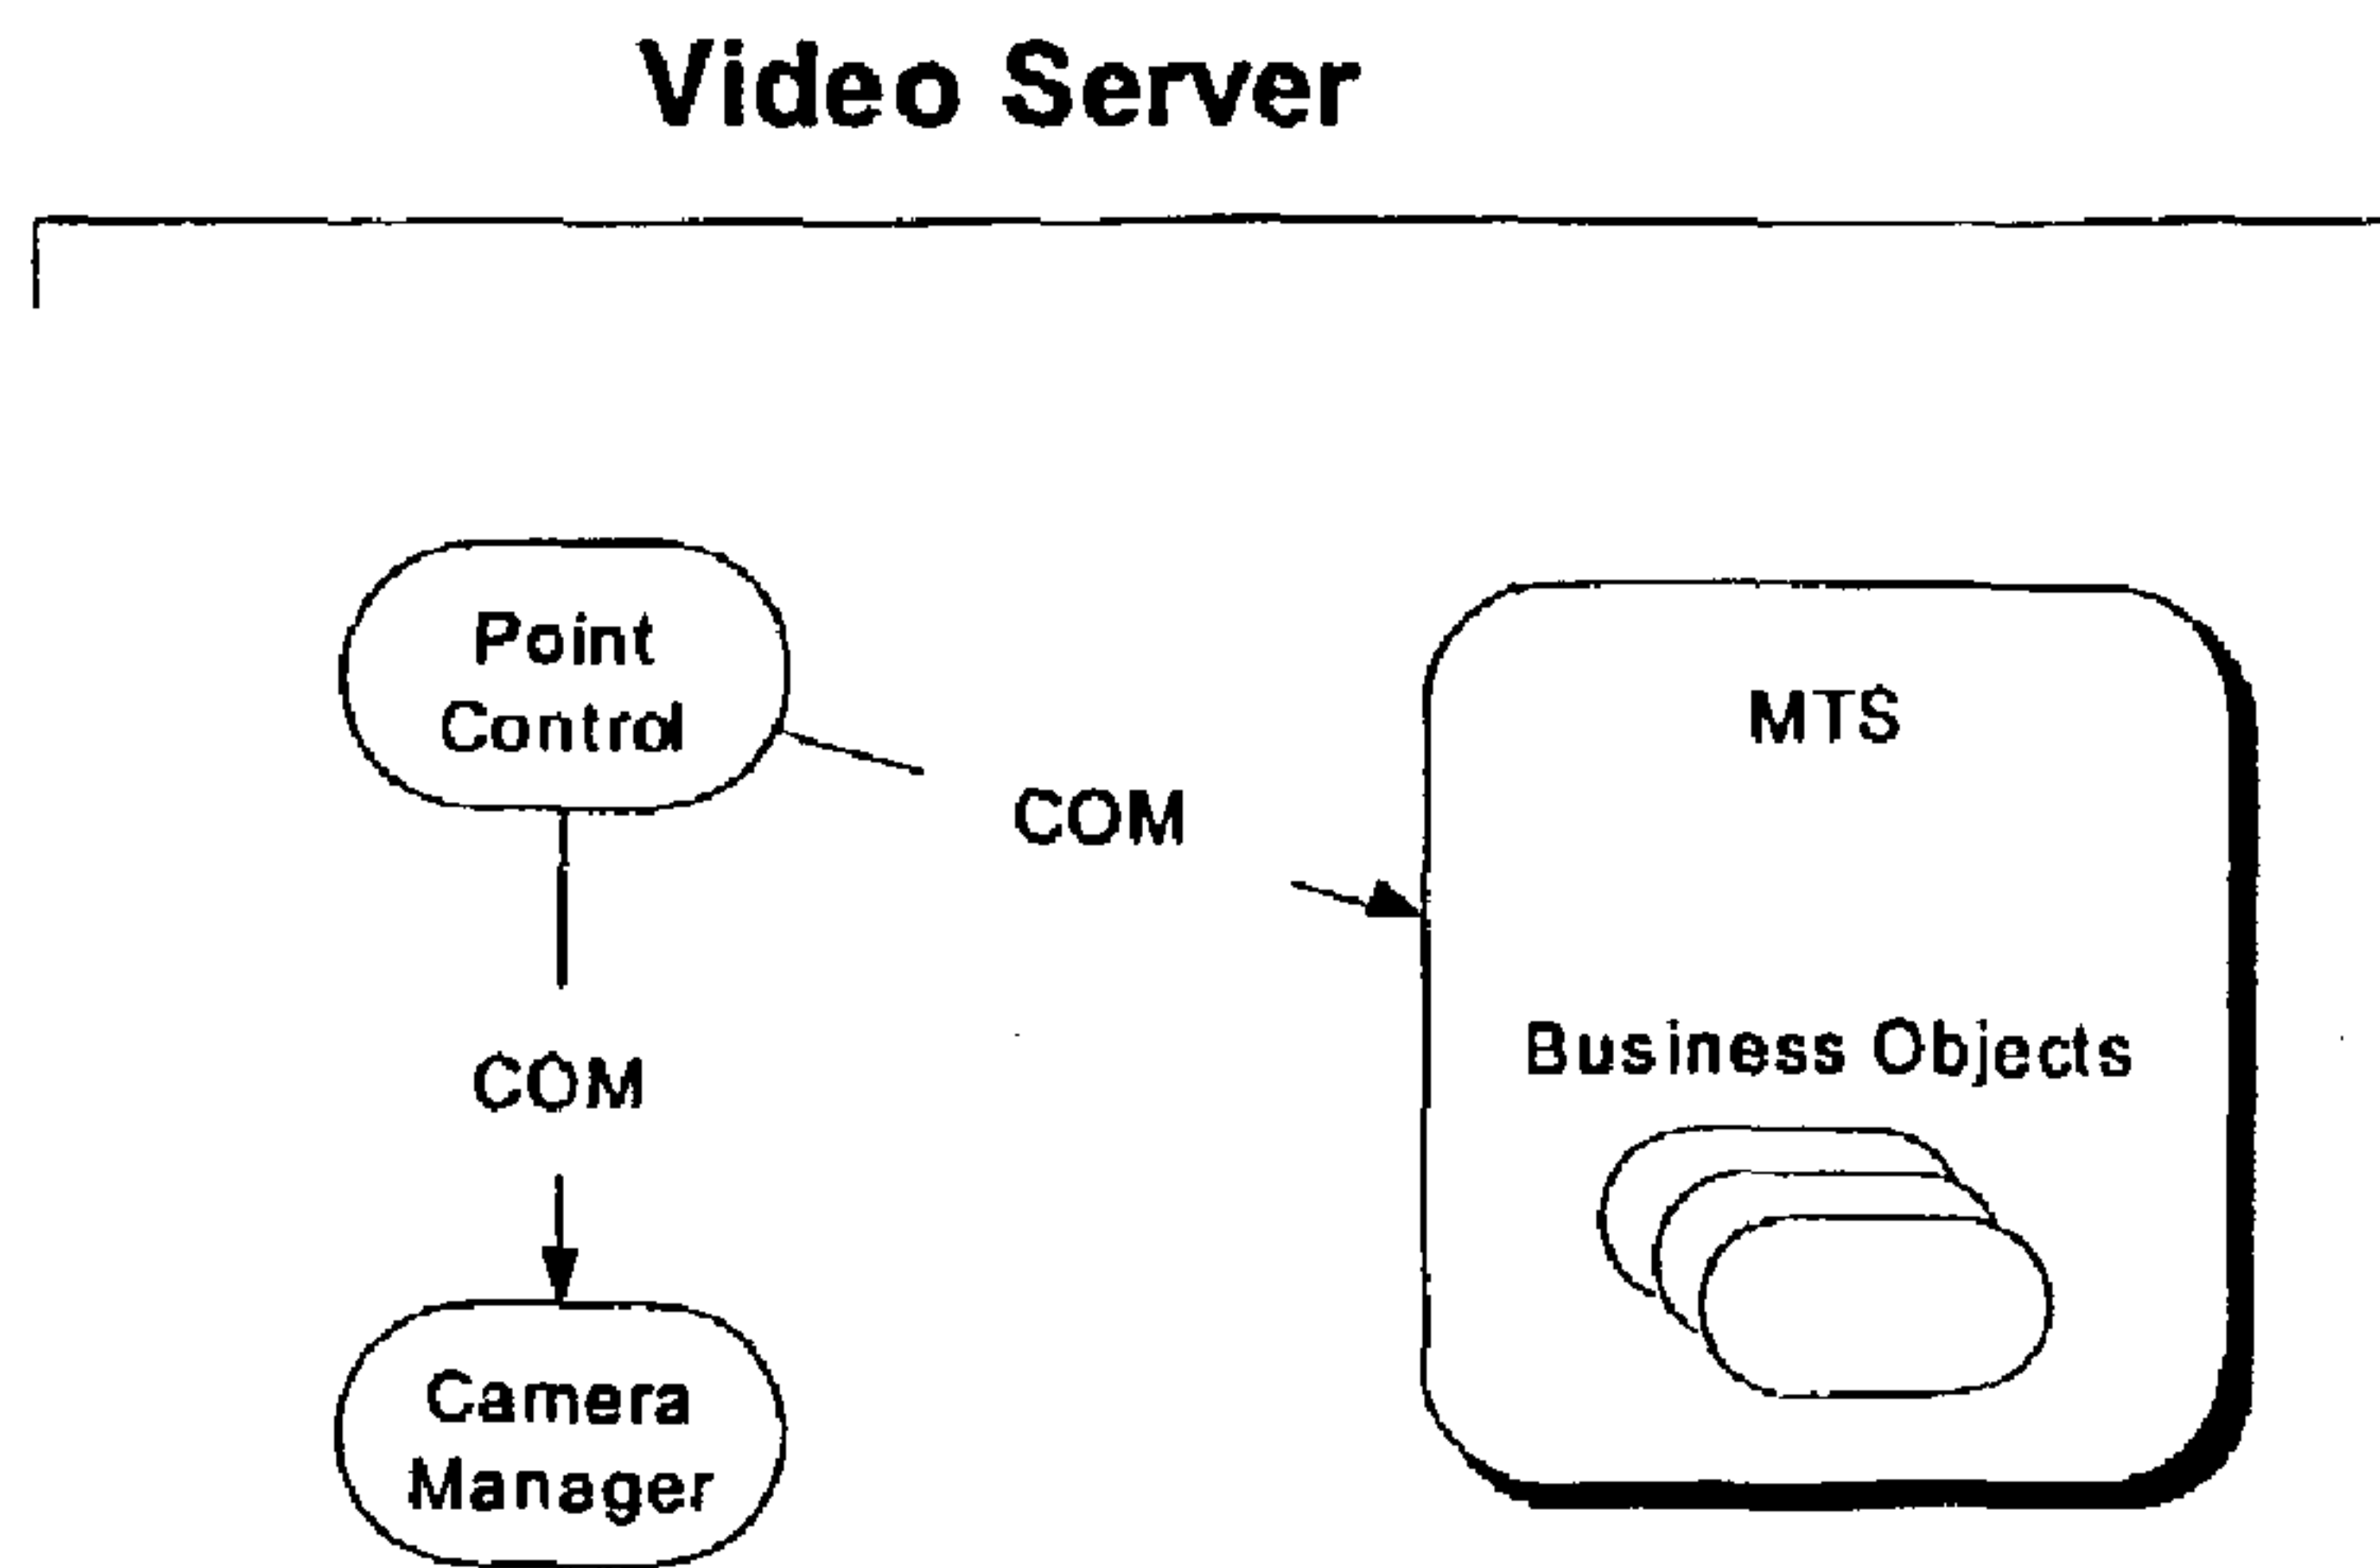 Video Server
Point
Control
MTS
COM
Business Objects
COM
Camera
Manager